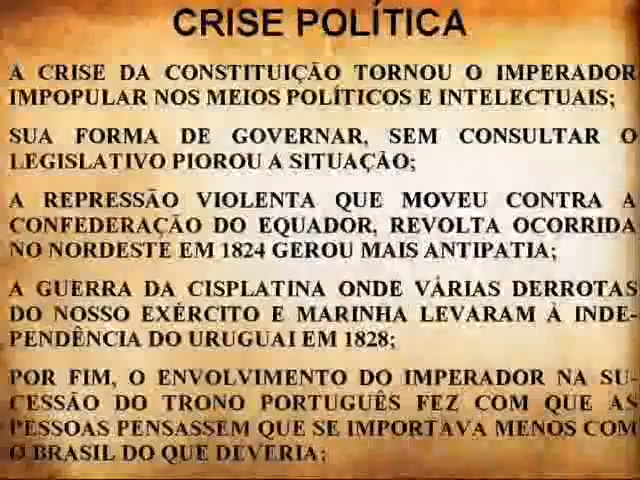 CRISE POLÍTICA
A CRISE DA CONSTITUIÇÃO TORNOU O IMPERADOR
IMPOPULAR NOS MEIOS POLÍTICOS E INTELECTUAIS;
SUA FORMA DE GOVERNAR, SEM CONSULTAR O
LEGISLATIVO PIOROU A SITUAÇÃO;
A REPRESSÃO VIOLENTA QUE MOVEU CONTRA A
CONFEDERAÇÃO DO EQUADOR, REVOLTA OCORRIDA
NO NORDESTE EM 1824 GEROU MAIS ANTIPATIA;
A GUERRA DA CISPLATINA ONDE VÁRIAS DERROTAS
DO NOSSO EXÉRCITO E MARINHA LEVARAM À INDE-
PENDÊNCIA DO URUGUAI EM 1828;
POR FIM, O ENVOLVIMENTO DO IMPERADOR NA SU-
CESSÃO DO TRONO PORTUGUÊS FEZ COM QUE AS
PESSOAS PENSASSEM QUE SE IMPORTAVA MENOS COM
O BRASIL DO QUE DEVERIA;